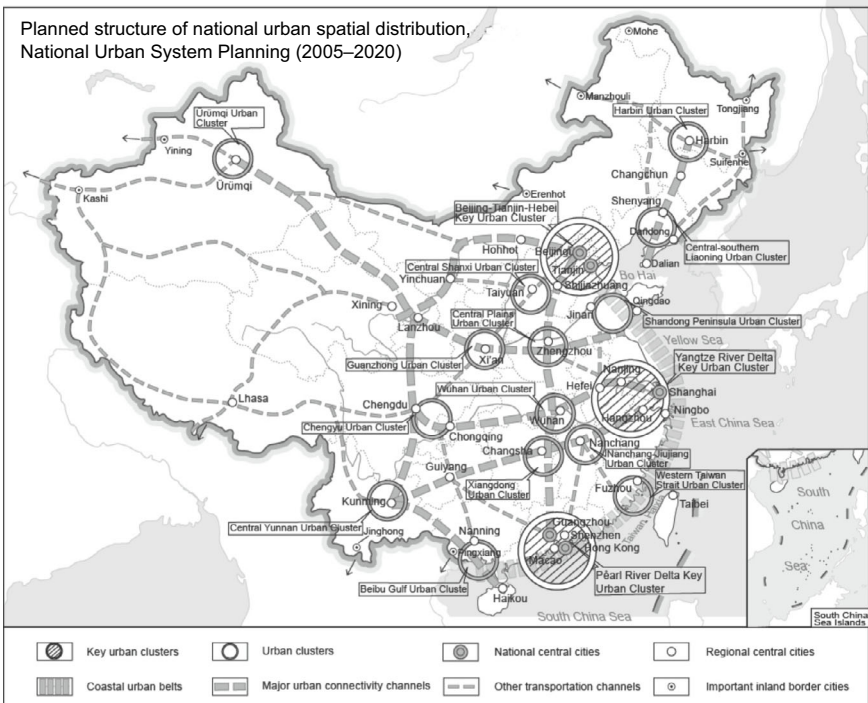 Planned structure of national urban spatial distribution,
National Urban System Planning (2005–2020)
Mohe
Manzhouli
Tongjiang
Harbin Urban Cluster
Harbin
Suifenhe
Ürümqi Urban
Cluster
Yining
Ürümqi
Kashi
Changchun
Erenhot
Shenyang
Beijing-Tianjin-Hebei
Key Urban Cluster
Dandong
Hohhot
Beijing
Central-southern
Liaoning Urban Cluster
Dalian
Central Shanxi Urban Cluster
Tianjin
Bo Hai
Yinchuan
Shijiazhuang
Taiyuan
Qingdao
Xining
Central Plains
Urban Cluster
Jinan
Shandong Peninsula Urban Cluster
Lanzhou
Yellow Sea
Zhengzhou
Xi'an
Guanzhong Urban Cluster
Yangtze River Delta
Key Urban Cluster
Nanjing
Wuhan Urban Cluster
Hefei
Shanghai
Lhasa
Chengdu
Hangzhou
Ningbo
Wuhan
East China Sea
Chengyu Urban Cluster
Chongqing
Nanchang
Changsha
Nanchang-Jiujiang
Urban Cluster
Guiyang
Western Taiwan
Strait Urban Cluster
Xiangdong
Urban Cluster
Fuzhou
Kunming
Taibei
Central Yunnan Urban Cluster
Jinghong
Guangzhou
Nanning
Shenzhen
Pingxiang
Hong Kong
Macao
Beibu Gulf Urban Cluste
Pearl River Delta Key
Urban Cluster
Haikou
South China Sea
South
China
Sea
South China
Sea Islands
Key urban clusters
Urban clusters
National central cities
Regional central cities
Coastal urban belts
Major urban connectivity channels
Other transportation channels
Important inland border cities